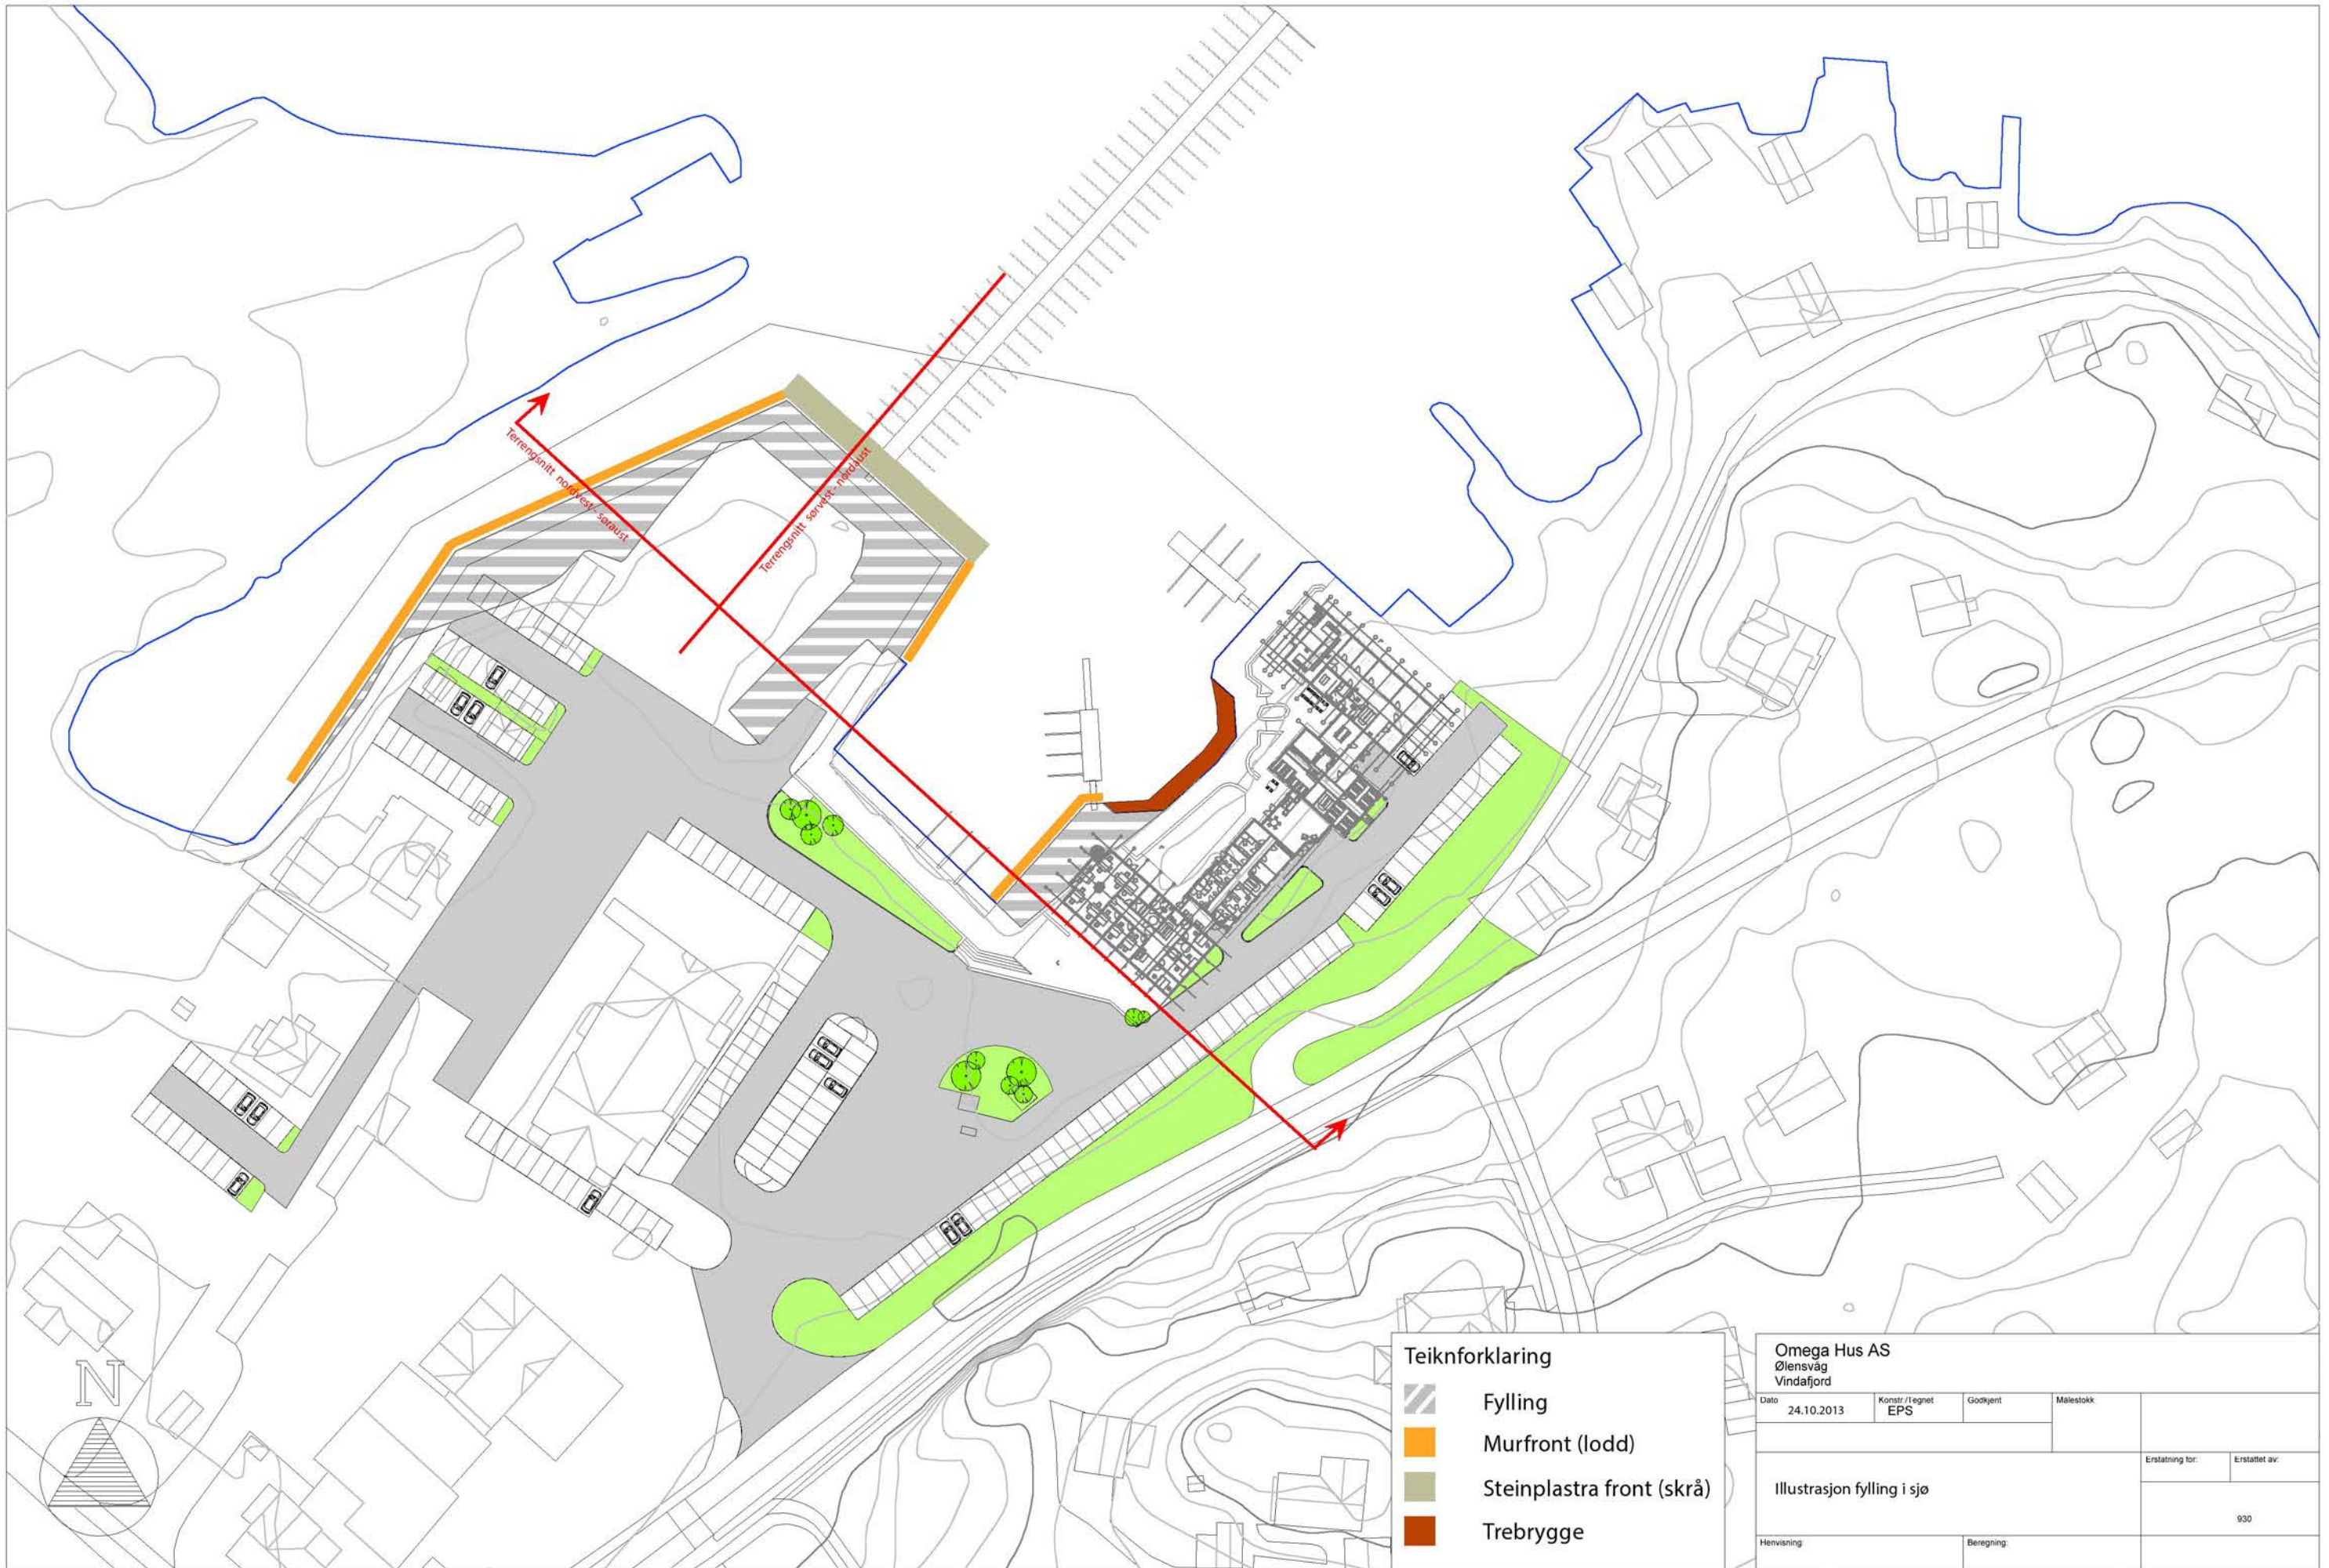 Terrengsnitt nordvest - søraust
Terrengsnitt sørvest - nordaust
N
Teiknforklaring
Fylling
Murfront (lodd)
Steinplastra front (skrå)
Trebrygge
Omega Hus AS
Ølensvåg
Vindafjord
Dato
24.10.2013
Konstr./Tegnet
EPS
Godkjent
Målestokk
Erstatning for:
Erstattet av:
Illustrasjon fylling i sjø
930
Henvisning:
Beregning: